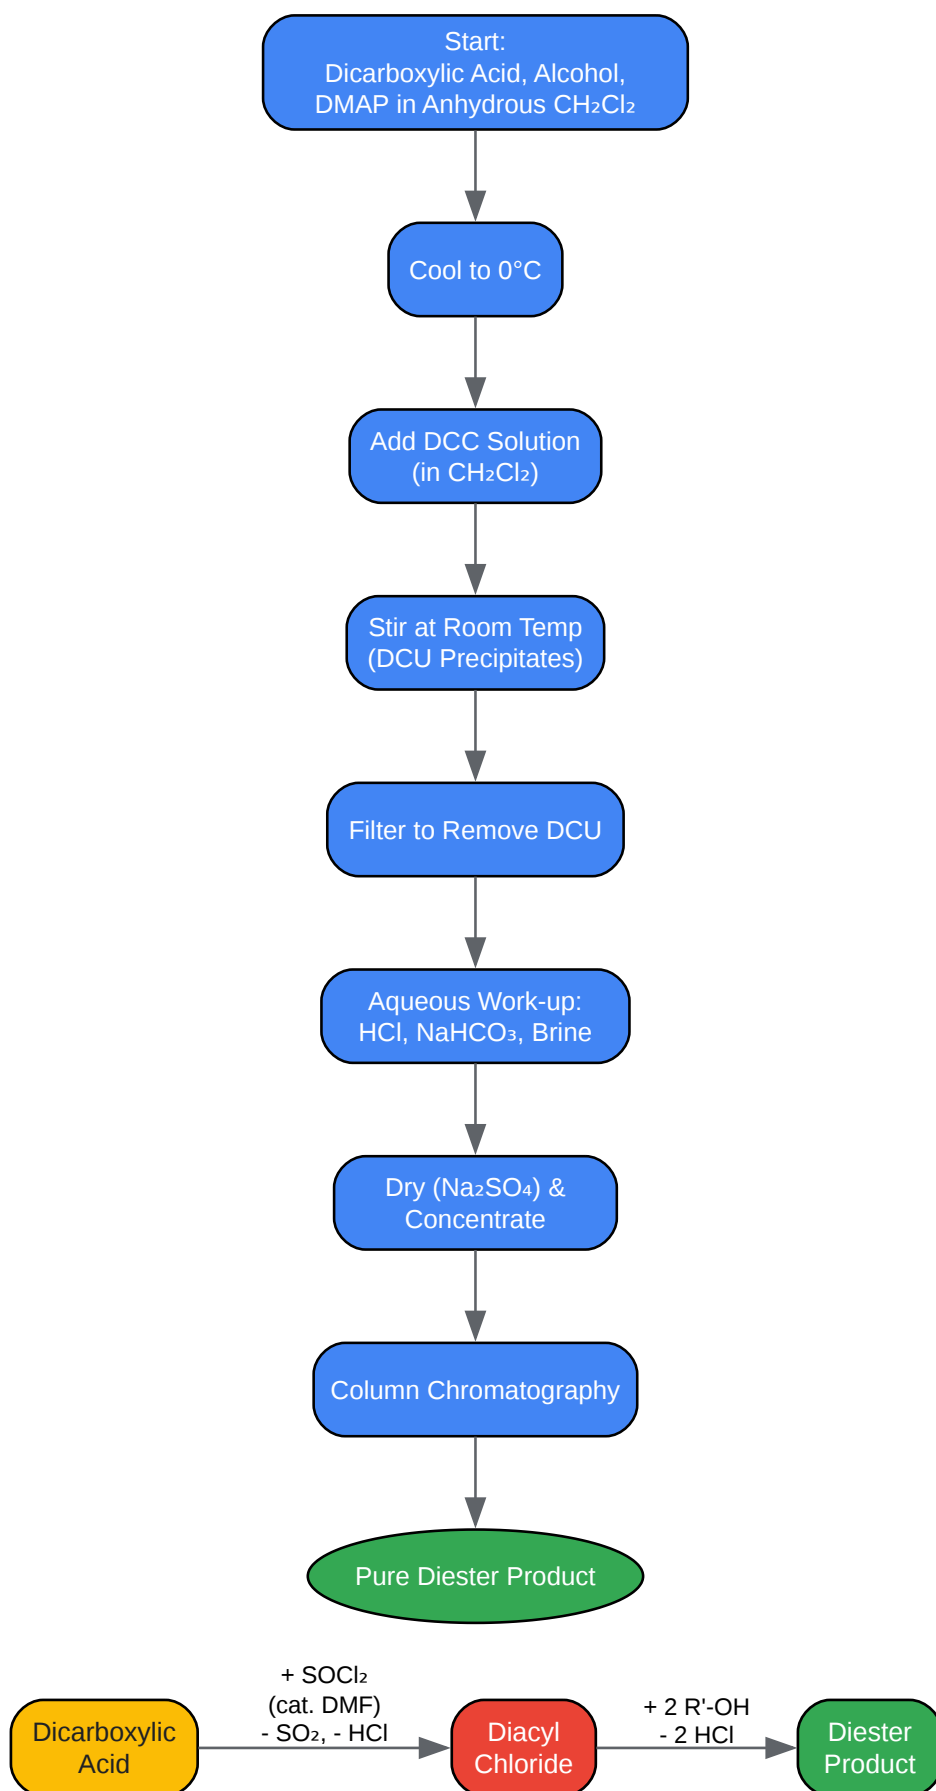 Start:
Dicarboxylic Acid, Alcohol,
DMAP in Anhydrous CH₂Cl₂
Cool to 0°C
Add DCC Solution
(in CH₂Cl₂)
Stir at Room Temp
(DCU Precipitates)
Filter to Remove DCU
Aqueous Work-up:
HCl, NaHCO₃, Brine
Dry (Na₂SO₄) &
Concentrate
Column Chromatography
Pure Diester Product
Dicarboxylic
Acid
+ SOCl₂
(cat. DMF)
- SO₂, - HCl
Diacyl
Chloride
+ 2 R'-OH
- 2 HCl
Diester
Product